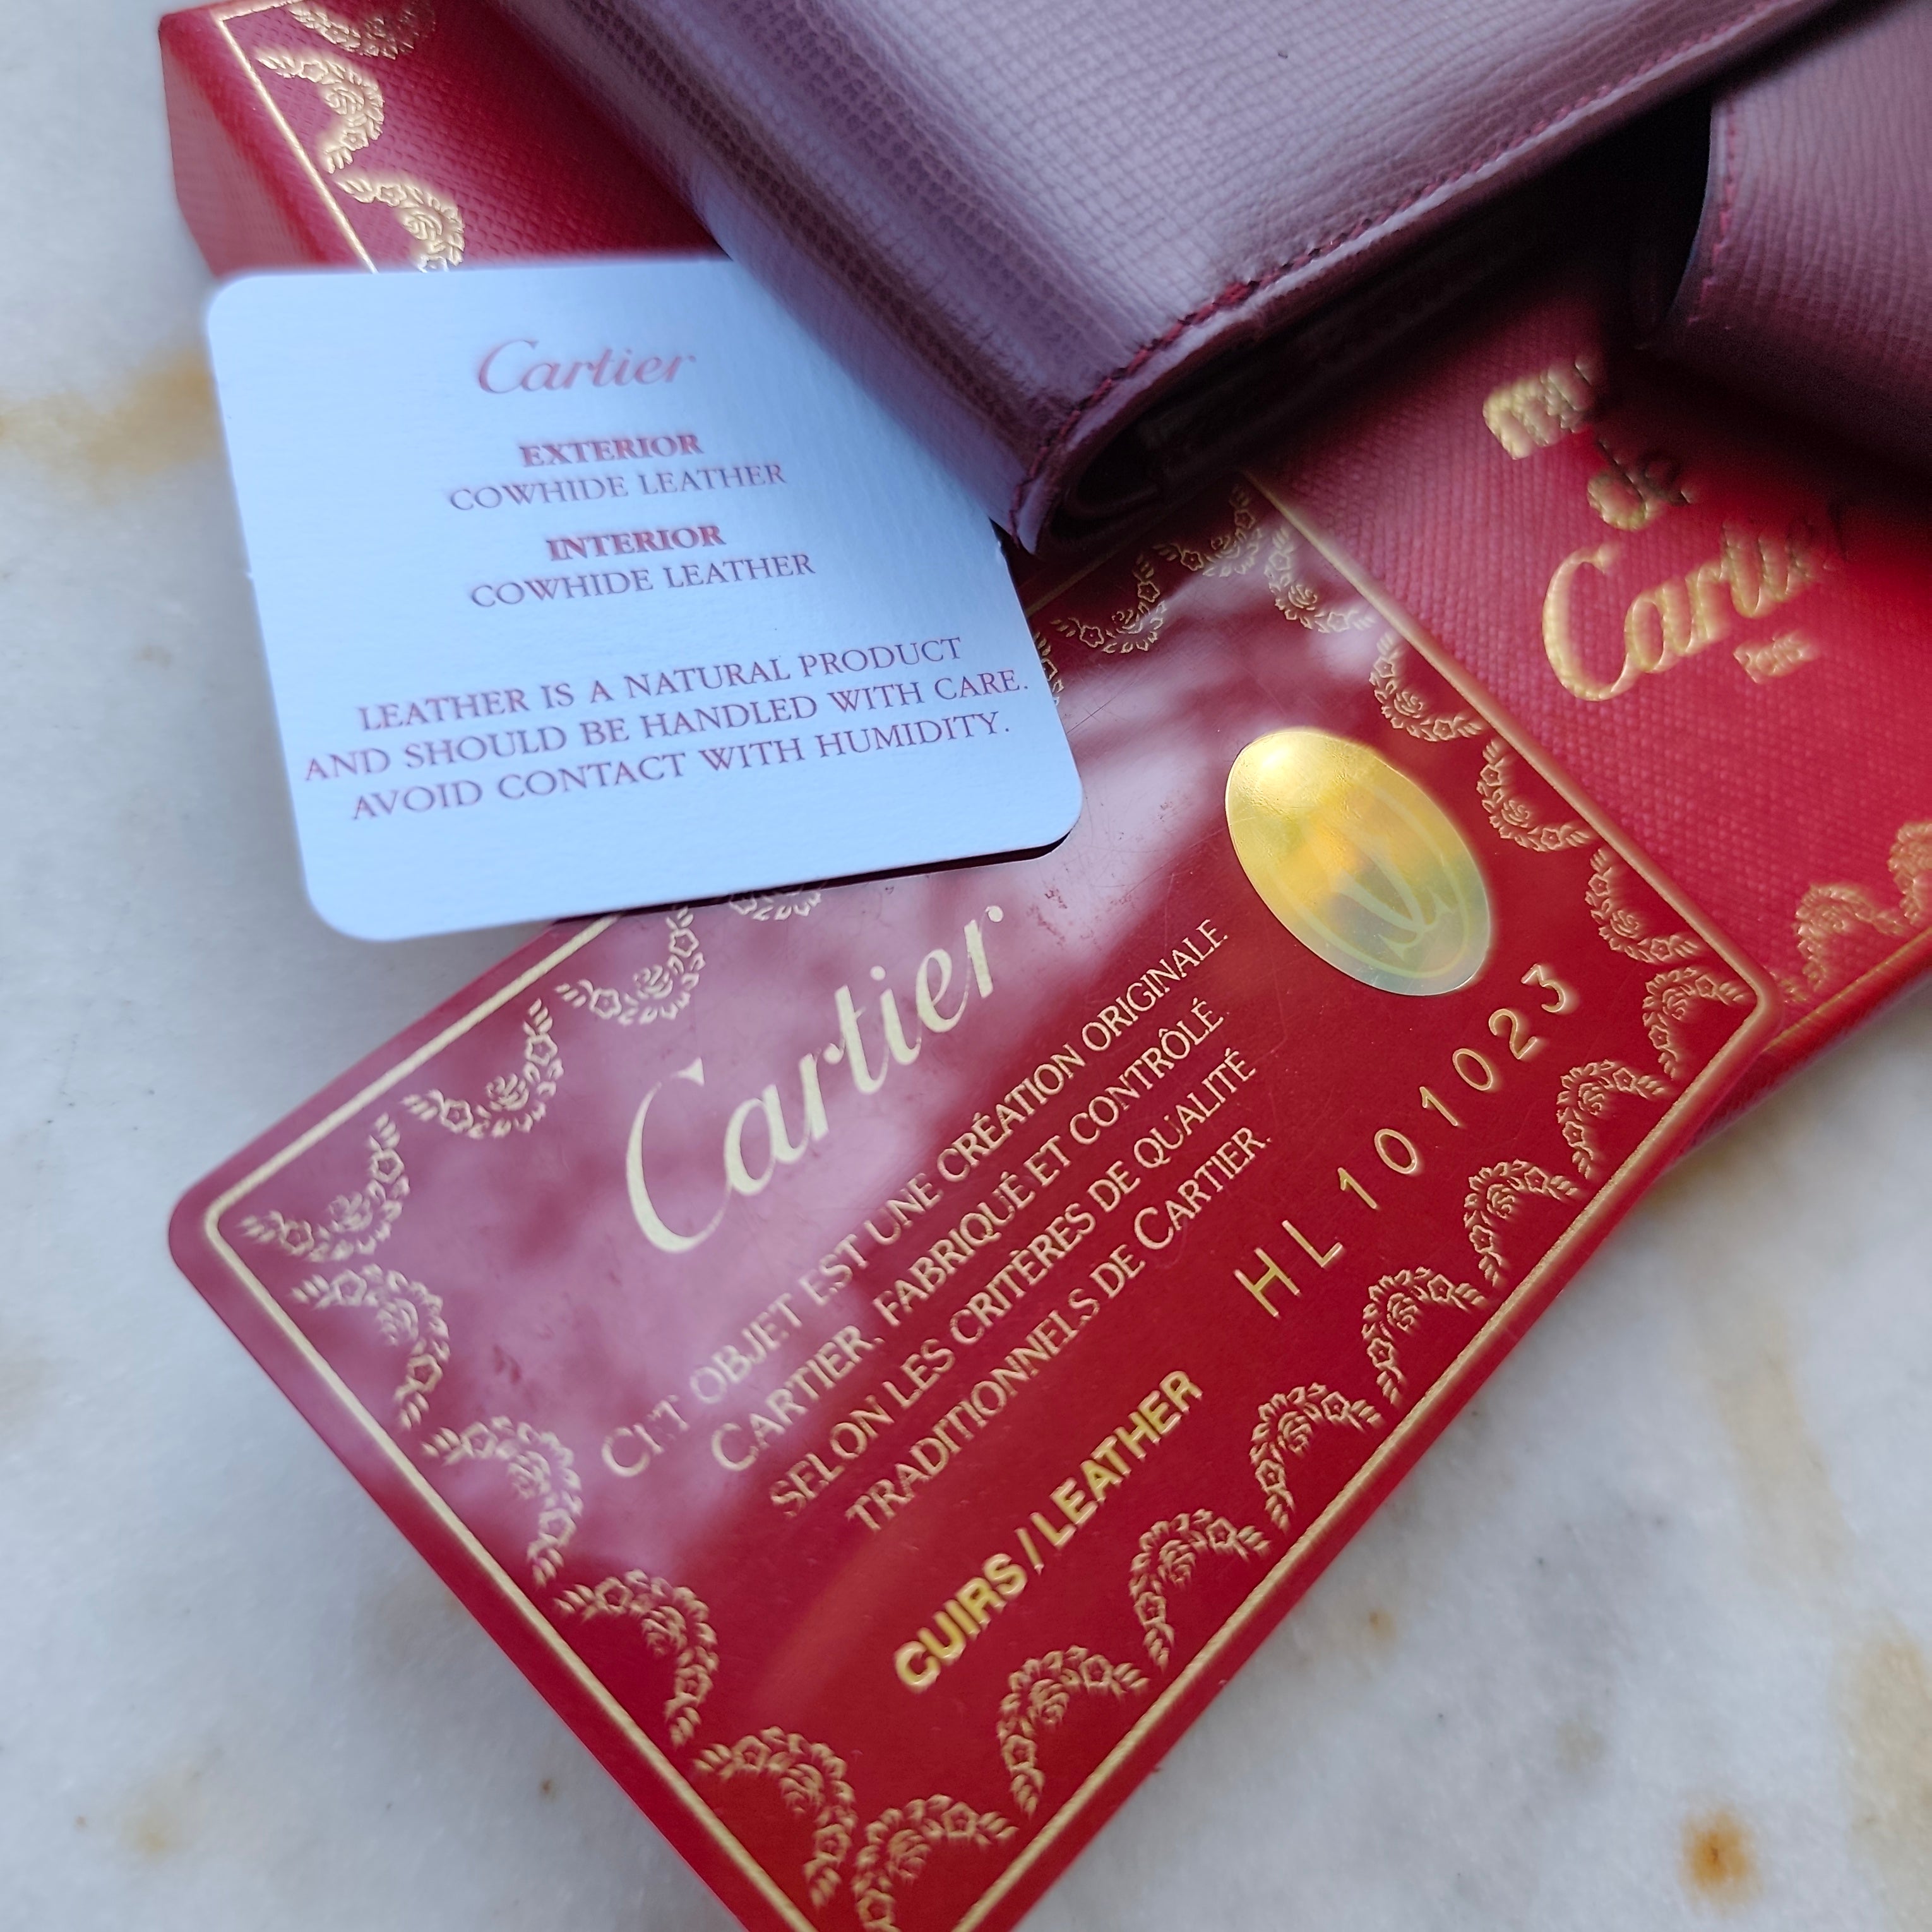 Cartier
EXTERIOR
COWHIDE LEATHER
INTERIOR
COWHIDE LEATHER
LEATHER IS A NATURAL PRODUCT
AND SHOULD BE HANDLED WITH CARE.
AVOID CONTACT WITH HUMIDITY.
de
Cartier
Paris
Cartier
CET OBJET EST UNE CRÉATION ORIGINALE
CARTIER, FABRIQUÉ ET CONTRÔLÉ
SELON LES CRITÈRES DE QUALITÉ
TRADITIONNELS DE CARTIER.
HL101023
CUIRS / LEATHER